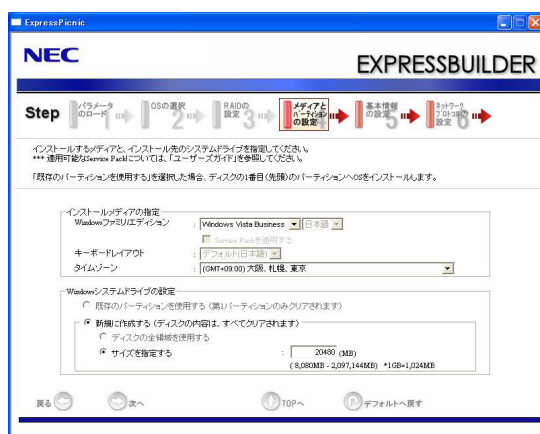 ExpressPicnic
NEC
EXPRESSBUILDER
Step パラメータのロード 1 OSの選択 2 RAIDの設定 3 メディアとパーティションの設定 基本情報の設定 5 ネットワークプロトコルの設定 6
インストールするメディアと、インストール先のシステムドライブを指定してください。
*** 適用可能なService Packについては、「ユーザーズガイド」を参照してください。
「既存のパーティションを使用する」を選択した場合、ディスクの1番目(先頭)のパーティションへOSをインストールします。
インストールメディアの指定
Windowsファミリ/エディション : Windows Vista Business 日本語
Service Packを適用する
キーボードレイアウト : デフォルト(日本語)
タイムゾーン : (GMT+09:00) 大阪、札幌、東京
Windowsシステムドライブの設定
既存のパーティションを使用する (第1パーティションのみクリアされます)
新規に作成する (ディスクの内容は、すべてクリアされます)
ディスクの全領域を使用する
サイズを指定する : 20480 (MB)
(8,080MB - 2,097,144MB) *1GB=1,024MB
戻る 次へ TOPへ デフォルトへ戻す